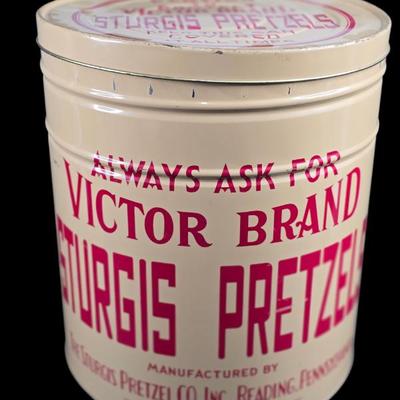 STURGIS PRETZELS
ALWAYS ASK FOR
VICTOR BRAND
STURGIS PRETZELS
MANUFACTURED BY
THE STURGIS PRETZEL CO. INC. READING, PENNSYLVANIA